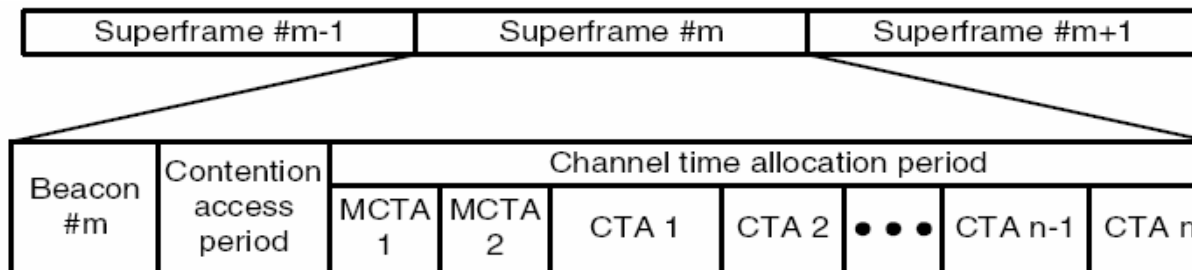 Superframe #m-1
Superframe #m
Superframe #m+1
Beacon
#m
Contention
access
period
Channel time allocation period
MCTA
1
MCTA
2
CTA 1
CTA 2
● ● ●
CTA n-1
CTA n